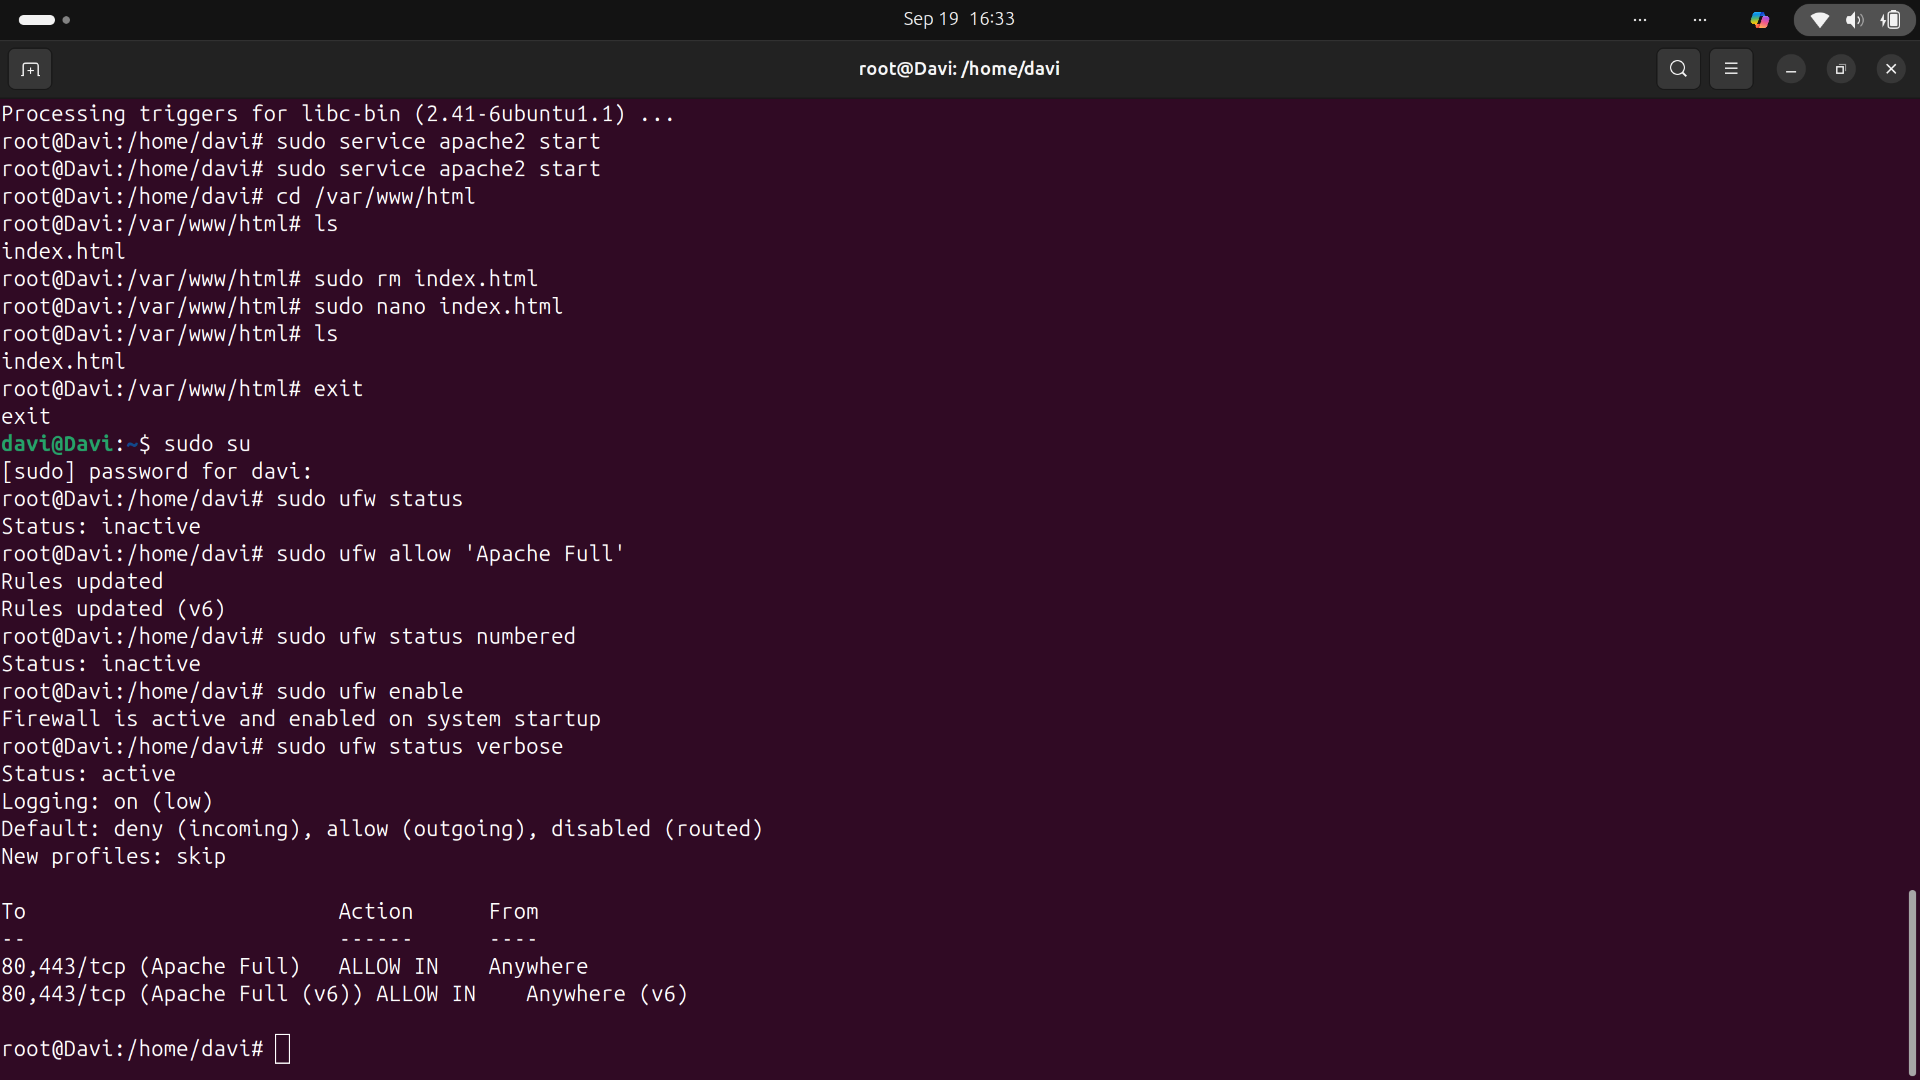 Sep 19 16:33
root@Davi: /home/davi
Processing triggers for libc-bin (2.41-6ubuntu1.1) ...
root@Davi:/home/davi# sudo service apache2 start
root@Davi:/home/davi# sudo service apache2 start
root@Davi:/home/davi# cd /var/www/html
root@Davi:/var/www/html# ls
index.html
root@Davi:/var/www/html# sudo rm index.html
root@Davi:/var/www/html# sudo nano index.html
root@Davi:/var/www/html# ls
index.html
root@Davi:/var/www/html# exit
exit
davi@Davi:~$ sudo su
[sudo] password for davi:
root@Davi:/home/davi# sudo ufw status
Status: inactive
root@Davi:/home/davi# sudo ufw allow 'Apache Full'
Rules updated
Rules updated (v6)
root@Davi:/home/davi# sudo ufw status numbered
Status: inactive
root@Davi:/home/davi# sudo ufw enable
Firewall is active and enabled on system startup
root@Davi:/home/davi# sudo ufw status verbose
Status: active
Logging: on (low)
Default: deny (incoming), allow (outgoing), disabled (routed)
New profiles: skip
To                         Action      From
--                         ------      ----
80,443/tcp (Apache Full)   ALLOW IN    Anywhere
80,443/tcp (Apache Full (v6)) ALLOW IN    Anywhere (v6)
root@Davi:/home/davi#